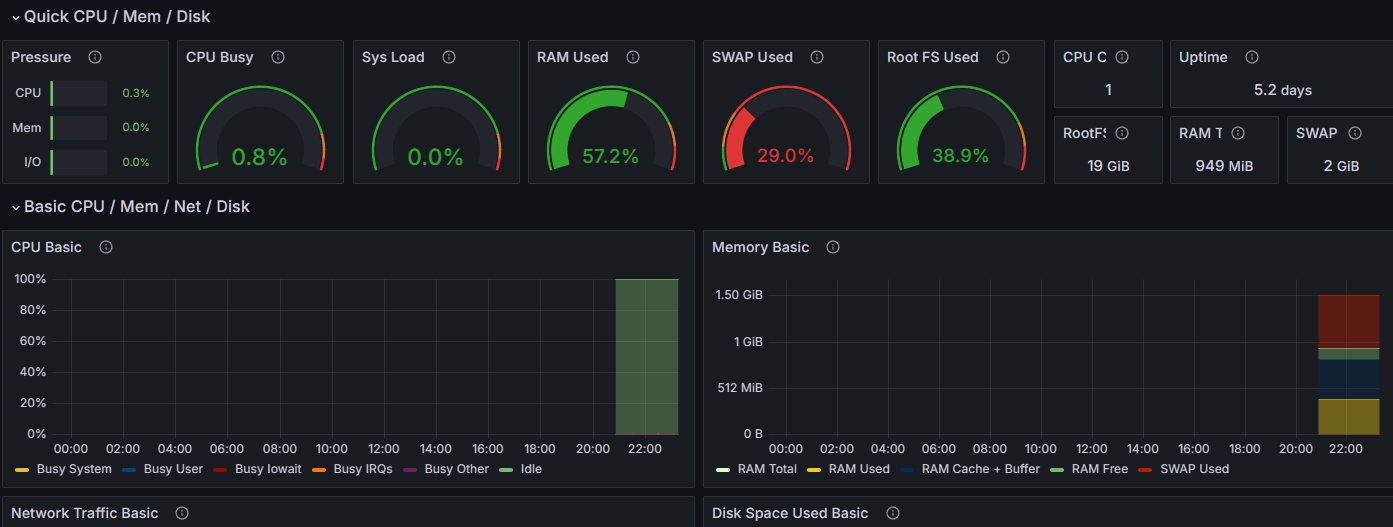 Quick CPU / Mem / Disk
Pressure CPU Busy Sys Load RAM Used SWAP Used Root FS Used CPU C Uptime
CPU 0.3%
Mem 0.0%
I/O 0.0%
0.8% 0.0% 57.2% 29.0% 38.9%
1 5.2 days
RootFS RAM T SWAP
19 GiB 949 MiB 2 GiB
Basic CPU / Mem / Net / Disk
CPU Basic
100%
80%
60%
40%
20%
0%
00:00 02:00 04:00 06:00 08:00 10:00 12:00 14:00 16:00 18:00 20:00 22:00
Busy System Busy User Busy Iowait Busy IRQs Busy Other Idle
Memory Basic
1.50 GiB
1 GiB
512 MiB
0 B
00:00 02:00 04:00 06:00 08:00 10:00 12:00 14:00 16:00 18:00 20:00 22:00
RAM Total RAM Used RAM Cache + Buffer RAM Free SWAP Used
Network Traffic Basic
Disk Space Used Basic